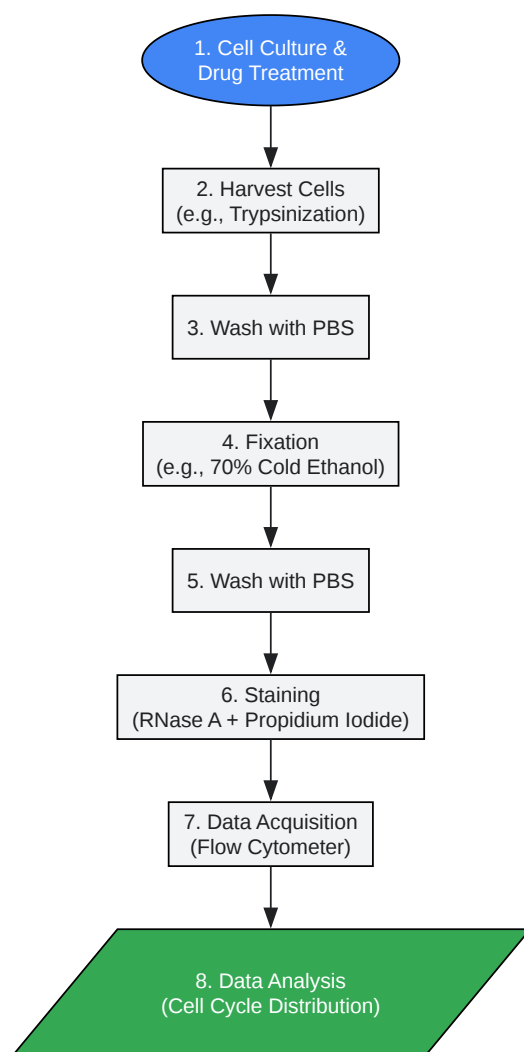 1. Cell Culture &
Drug Treatment
2. Harvest Cells
(e.g., Trypsinization)
3. Wash with PBS
4. Fixation
(e.g., 70% Cold Ethanol)
5. Wash with PBS
6. Staining
(RNase A + Propidium Iodide)
7. Data Acquisition
(Flow Cytometer)
8. Data Analysis
(Cell Cycle Distribution)